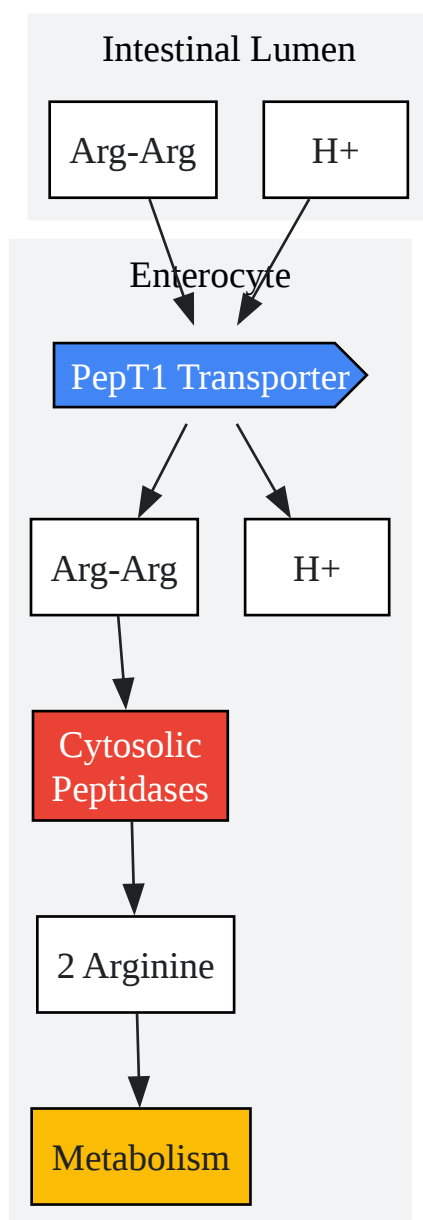 Intestinal Lumen
Arg-Arg
H+
Enterocyte
PepT1 Transporter
Arg-Arg
H+
Cytosolic
Peptidases
2 Arginine
Metabolism